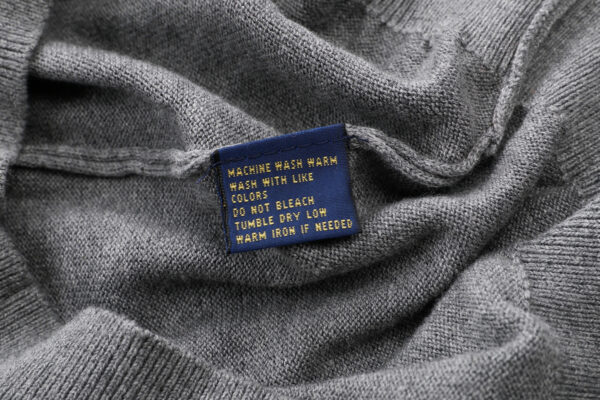 MACHINE WASH WARM
WASH WITH LIKE
COLORS
DO NOT BLEACH
TUMBLE DRY LOW
WARM IRON IF NEEDED